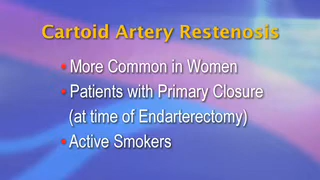 Cartoid Artery Restenosis
• More Common in Women
• Patients with Primary Closure
(at time of Endarterectomy)
• Active Smokers